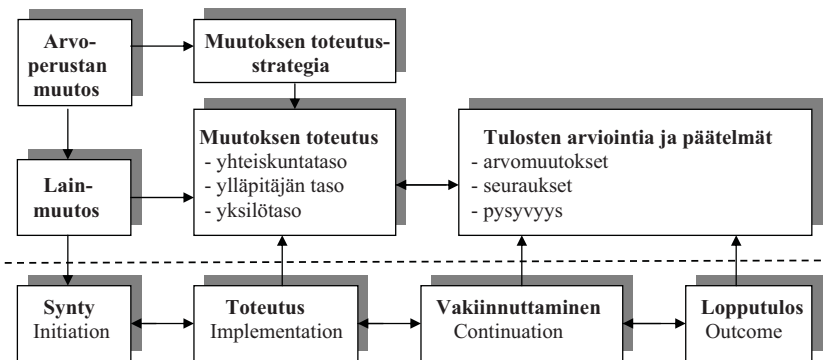 Arvo-
perustan
muutos
Muutoksen toteutus-
strategia
Muutoksen toteutus
- yhteiskuntataso
- ylläpitäjän taso
- yksilötaso
Tulosten arviointia ja päätelmät
- arvomuutokset
- seuraukset
- pysyvyys
Lain-
muutos
Synty
Initiation
Toteutus
Implementation
Vakiinnuttaminen
Continuation
Lopputulos
Outcome